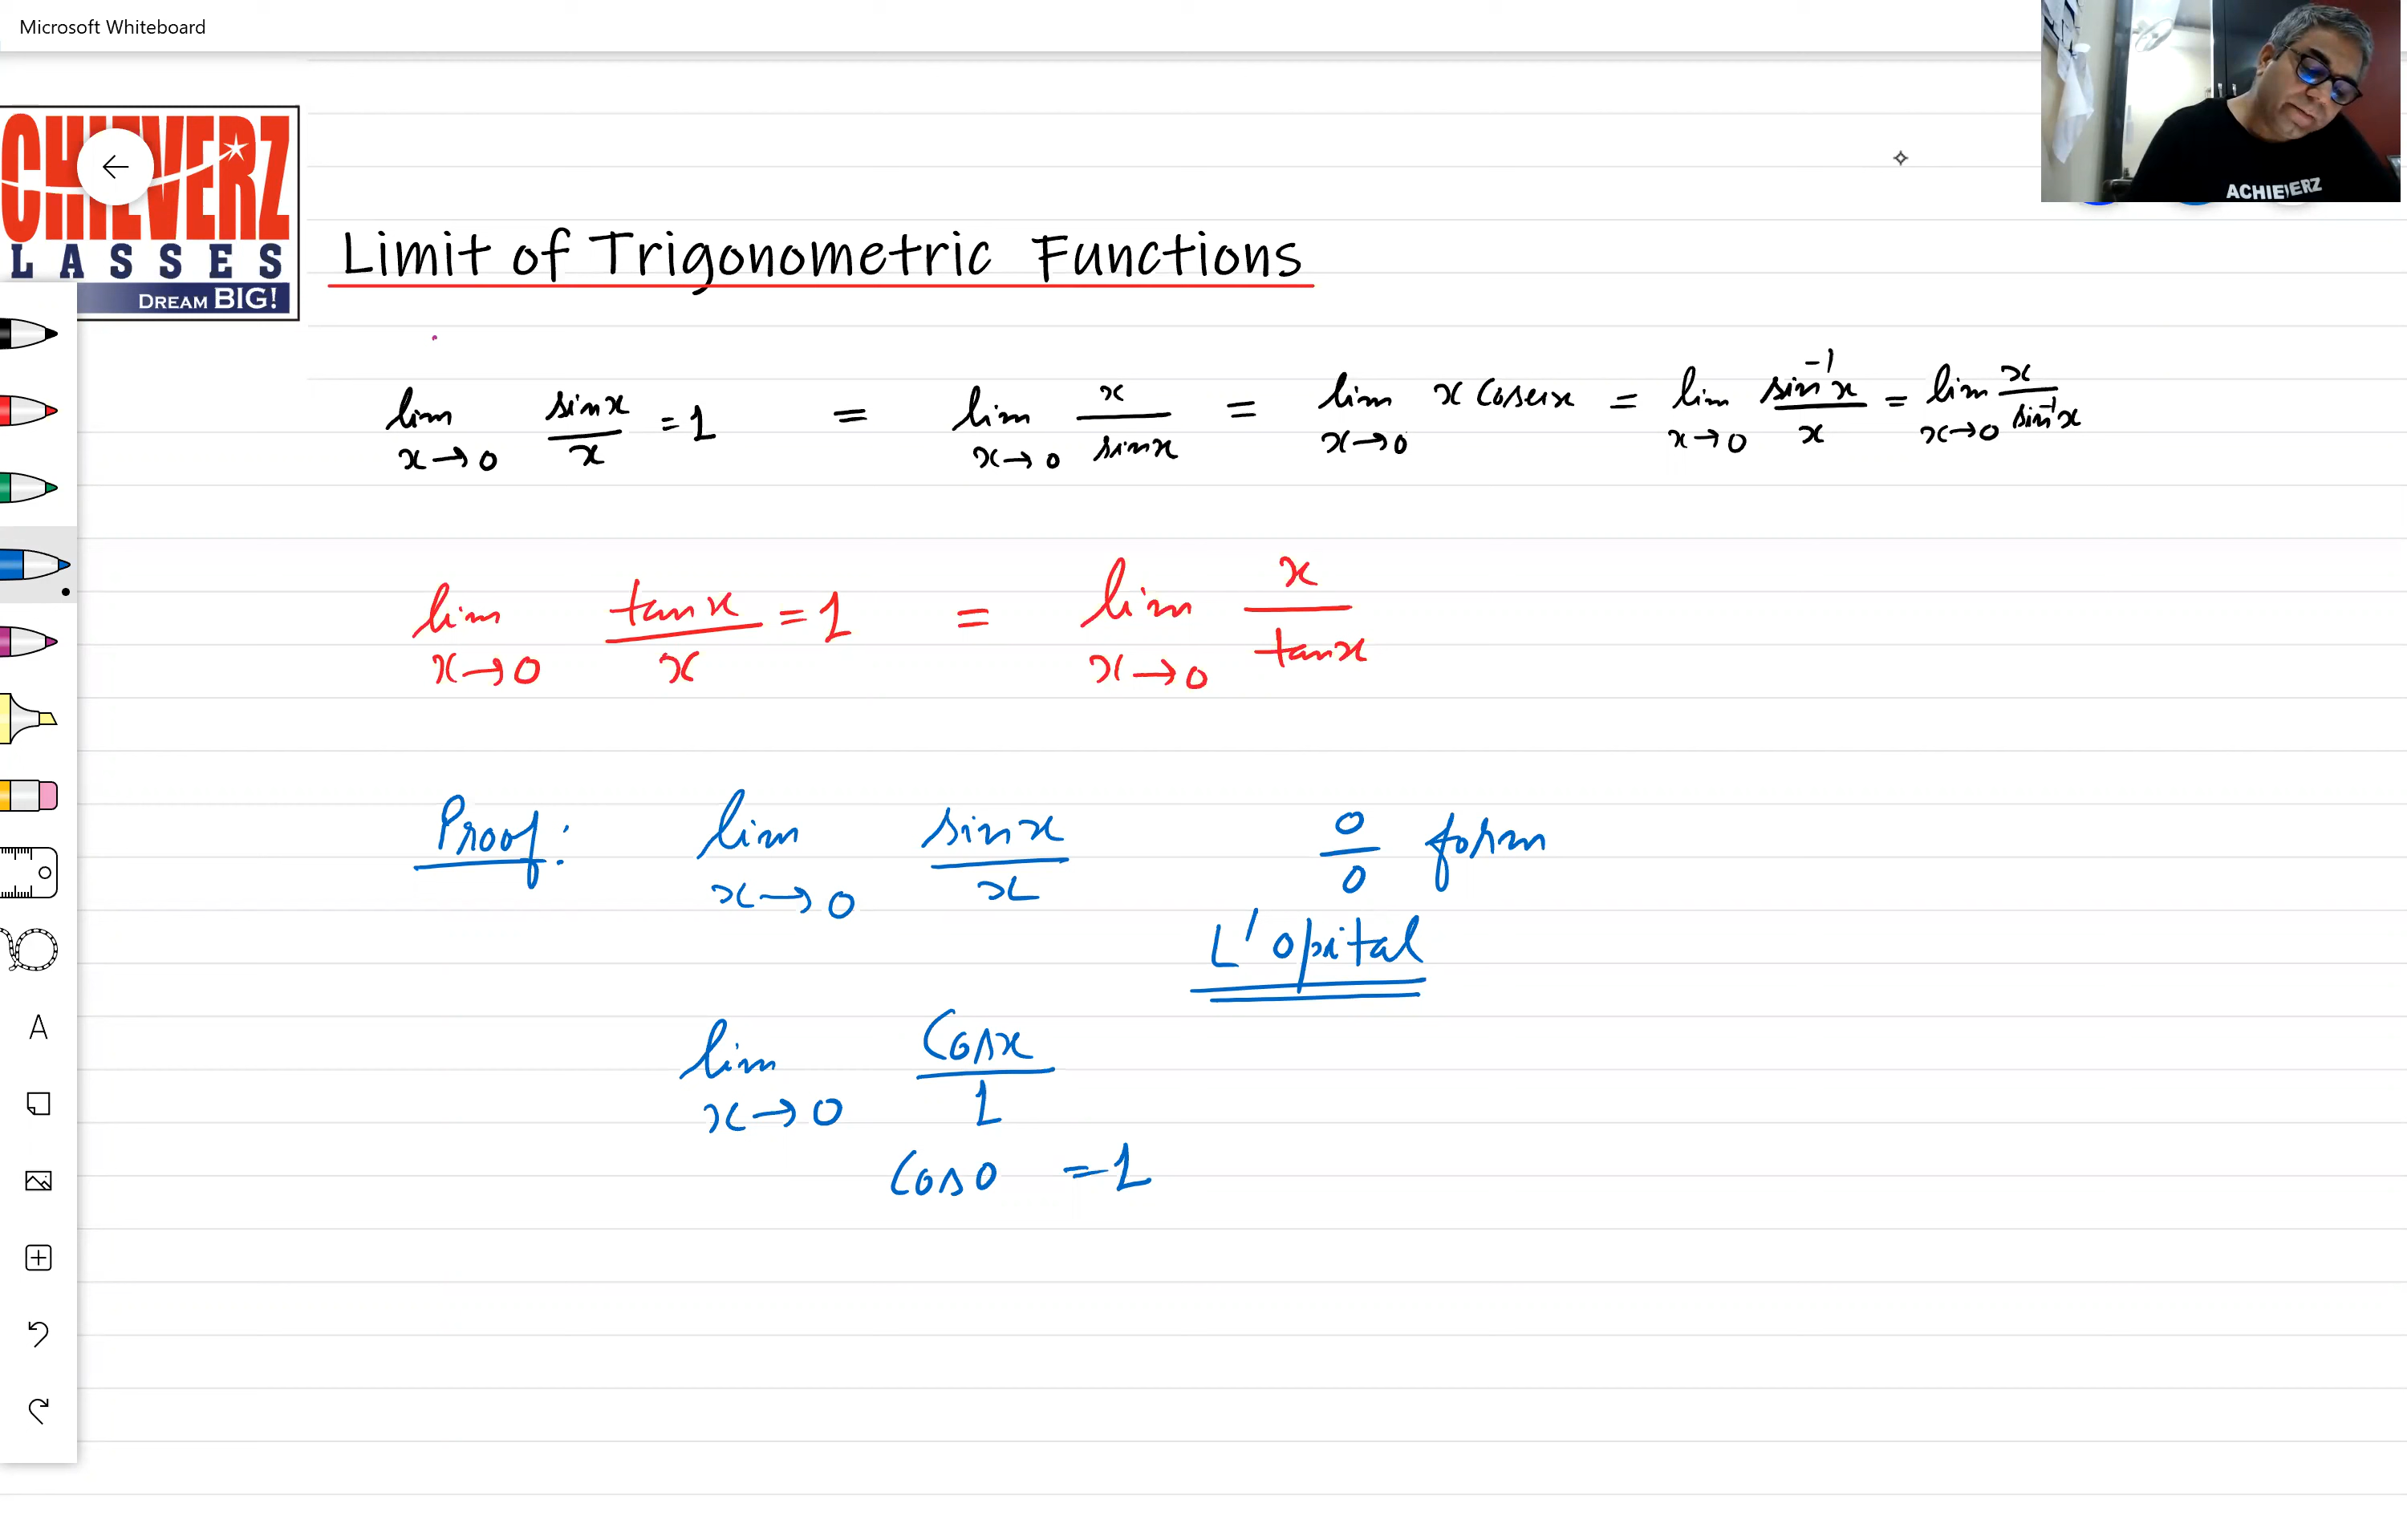 Microsoft Whiteboard
CHIEVERZ
LASSES
DREAM BIG!
ACHIEVERZ
Limit of Trigonometric Functions
lim x→0 sinx/x = 1 = lim x→0 x/sinx = lim x→0 x Cosecx = lim x→0 sin⁻¹x/x = lim x→0 x/sin⁻¹x
lim x→0 tanx/x = 1 = lim x→0 x/tanx
Proof: lim x→0 sinx/x 0/0 form
L'opital
lim x→0 Cosx/1
Cos0 = 1
A